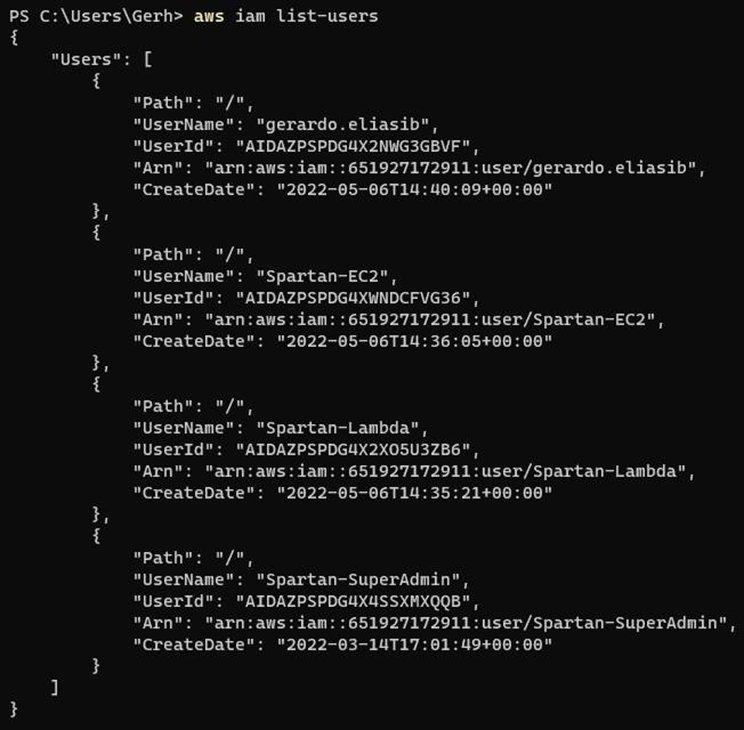 PS C:\Users\Gerh> aws iam list-users
{
    "Users": [
        {
            "Path": "/",
            "UserName": "gerardo.eliasib",
            "UserId": "AIDAZPSPDG4X2NWG3GBVF",
            "Arn": "arn:aws:iam::651927172911:user/gerardo.eliasib",
            "CreateDate": "2022-05-06T14:40:09+00:00"
        },
        {
            "Path": "/",
            "UserName": "Spartan-EC2",
            "UserId": "AIDAZPSPDG4XWNDCFVG36",
            "Arn": "arn:aws:iam::651927172911:user/Spartan-EC2",
            "CreateDate": "2022-05-06T14:36:05+00:00"
        },
        {
            "Path": "/",
            "UserName": "Spartan-Lambda",
            "UserId": "AIDAZPSPDG4X2XO5U3ZB6",
            "Arn": "arn:aws:iam::651927172911:user/Spartan-Lambda",
            "CreateDate": "2022-05-06T14:35:21+00:00"
        },
        {
            "Path": "/",
            "UserName": "Spartan-SuperAdmin",
            "UserId": "AIDAZPSPDG4X4SSXMXQQB",
            "Arn": "arn:aws:iam::651927172911:user/Spartan-SuperAdmin",
            "CreateDate": "2022-03-14T17:01:49+00:00"
        }
    ]
}